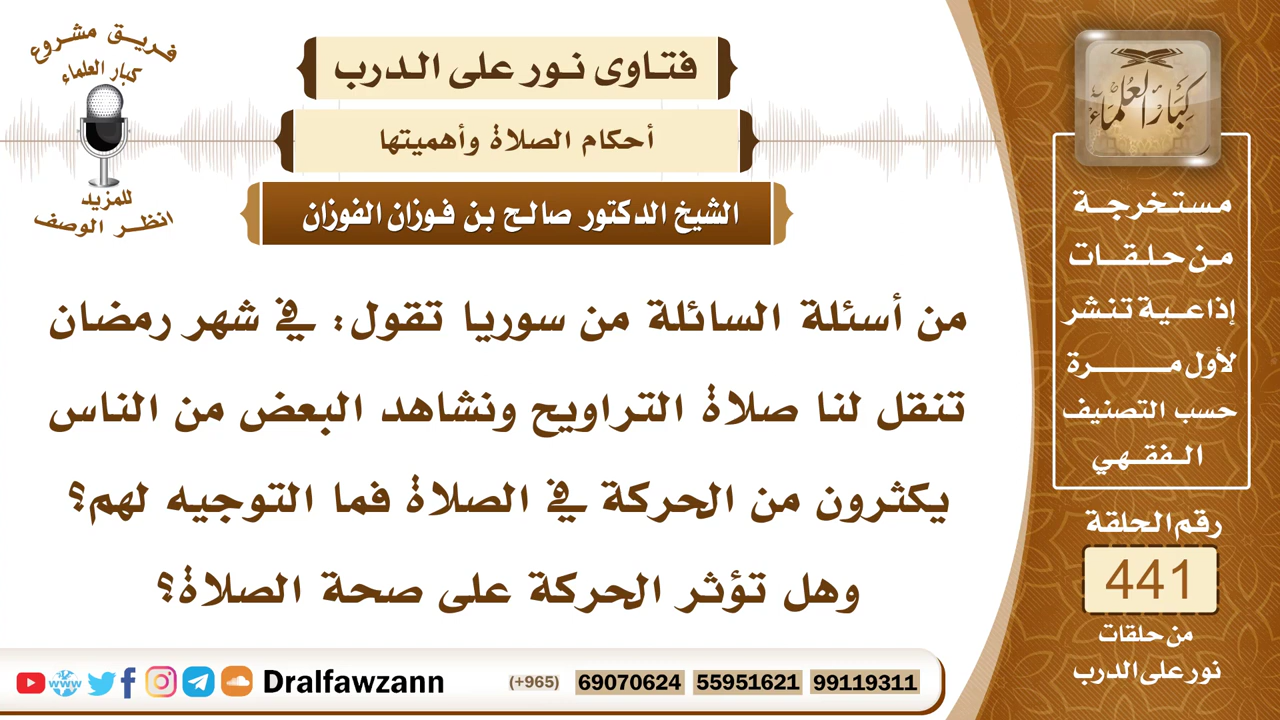 فريق مشروع
كبار العلماء
للمزيد
انظر الوصف
فتاوى نور على الدرب
أحكام الصلاة وأهميتها
الشيخ الدكتور صالح بن فوزان الفوزان
من أسئلة السائلة من سوريا تقول: في شهر رمضان
تنقل لنا صلاة التراويح ونشاهد البعض من الناس
يكثرون من الحركة في الصلاة فما التوجيه لهم؟
وهل تؤثر الحركة على صحة الصلاة؟
كبار العلماء
مستخرجة
من حلقات
إذاعية تنشر
لأول مرة
حسب التصنيف
الفقهي
رقم الحلقة
441
من حلقات
نور على الدرب
www
Dralfawzann (+965) 69070624 55951621 99119311